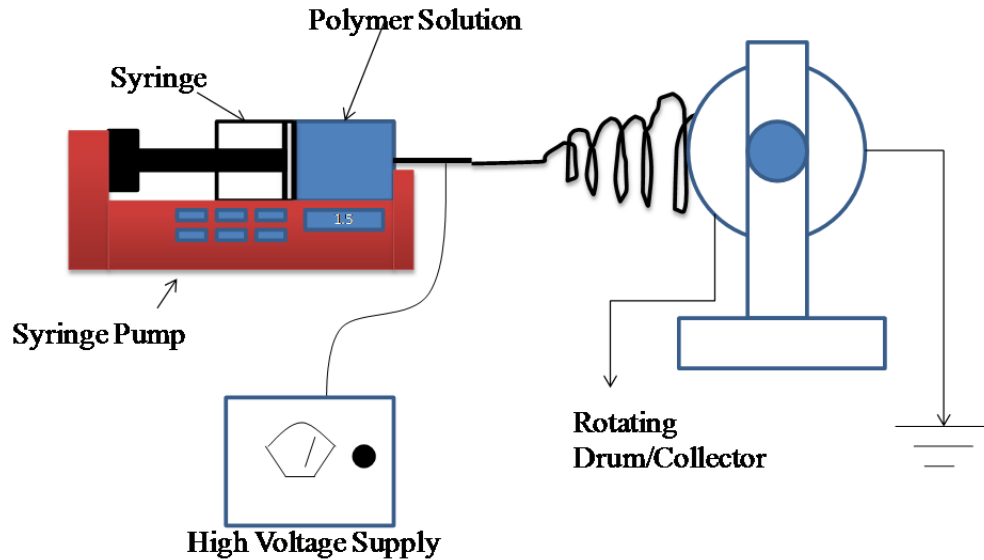 Polymer Solution
Syringe
1.5
Syringe Pump
Rotating
Drum/Collector
High Voltage Supply